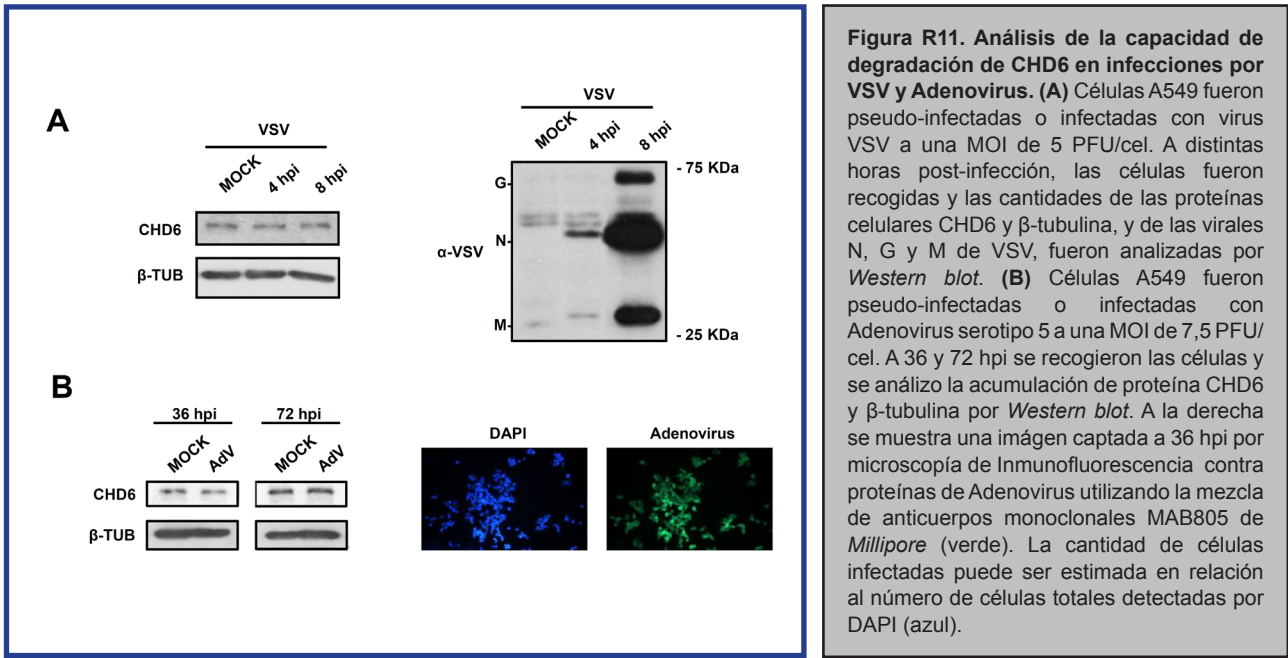 A
VSV
MOCK
4 hpi
8 hpi
CHD6
β-TUB
VSV
MOCK
4 hpi
8 hpi
G-
α-VSV
N-
M-
- 75 KDa
- 25 KDa
B
36 hpi
72 hpi
MOCK
AdV
MOCK
AdV
CHD6
β-TUB
DAPI
Adenovirus
Figura R11. Análisis de la capacidad de
degradación de CHD6 en infecciones por
VSV y Adenovirus. (A) Células A549 fueron
pseudo-infectadas o infectadas con virus
VSV a una MOI de 5 PFU/cel. A distintas
horas post-infección, las células fueron
recogidas y las cantidades de las proteínas
celulares CHD6 y β-tubulina, y de las virales
N, G y M de VSV, fueron analizadas por
Western blot. (B) Células A549 fueron
pseudo-infectadas o infectadas con
Adenovirus serotipo 5 a una MOI de 7,5 PFU/
cel. A 36 y 72 hpi se recogieron las células y
se análizo la acumulación de proteína CHD6
y β-tubulina por Western blot. A la derecha
se muestra una imágen captada a 36 hpi por
microscopía de Inmunofluorescencia contra
proteínas de Adenovirus utilizando la mezcla
de anticuerpos monoclonales MAB805 de
Millipore (verde). La cantidad de células
infectadas puede ser estimada en relación
al número de células totales detectadas por
DAPI (azul).